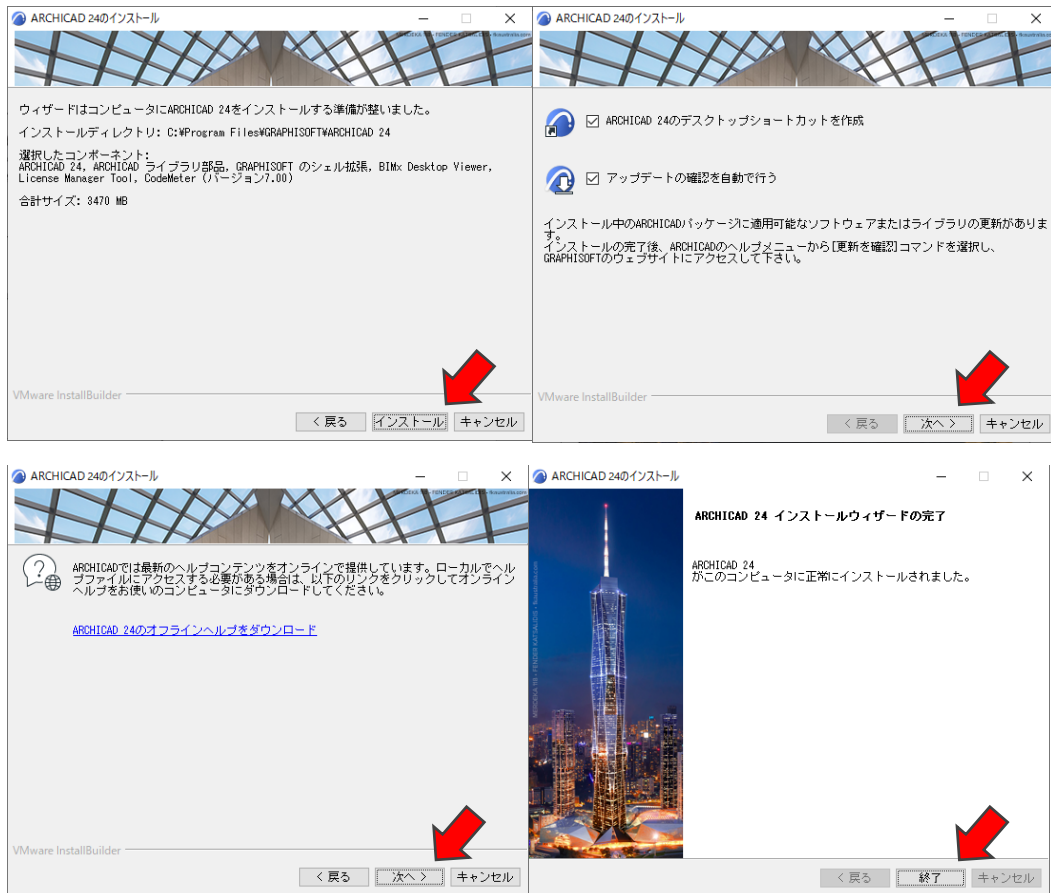 ARCHICAD 24のインストール
ウィザードはコンピュータにARCHICAD 24をインストールする準備が整いました。
インストールディレクトリ: C:¥Program Files¥GRAPHISOFT¥ARCHICAD 24
選択したコンポーネント:
ARCHICAD 24, ARCHICAD ライブラリ部品, GRAPHISOFT のシェル拡張, BIMx Desktop Viewer,
License Manager Tool, CodeMeter (バージョン7.00)
合計サイズ: 3470 MB
VMware InstallBuilder
< 戻る インストール キャンセル
ARCHICAD 24のインストール
ARCHICAD 24のデスクトップショートカットを作成
アップデートの確認を自動で行う
インストール中のARCHICADパッケージに適用可能なソフトウェアまたはライブラリの更新がありま
す。
インストールの完了後、ARCHICADのヘルプメニューから[更新を確認]コマンドを選択し、
GRAPHISOFTのウェブサイトにアクセスして下さい。
VMware InstallBuilder
< 戻る 次へ > キャンセル
ARCHICAD 24のインストール
ARCHICADでは最新のヘルプコンテンツをオンラインで提供しています。ローカルでヘル
プファイルにアクセスする必要がある場合は、以下のリンクをクリックしてオンライン
ヘルプをお使いのコンピュータにダウンロードしてください。
ARCHICAD 24のオフラインヘルプをダウンロード
VMware InstallBuilder
< 戻る 次へ > キャンセル
ARCHICAD 24のインストール
MERDEKA 118 - FENDER KATSALIDIS - fkaustralia.com
ARCHICAD 24 インストールウィザードの完了
ARCHICAD 24
がこのコンピュータに正常にインストールされました。
< 戻る 終了 キャンセル